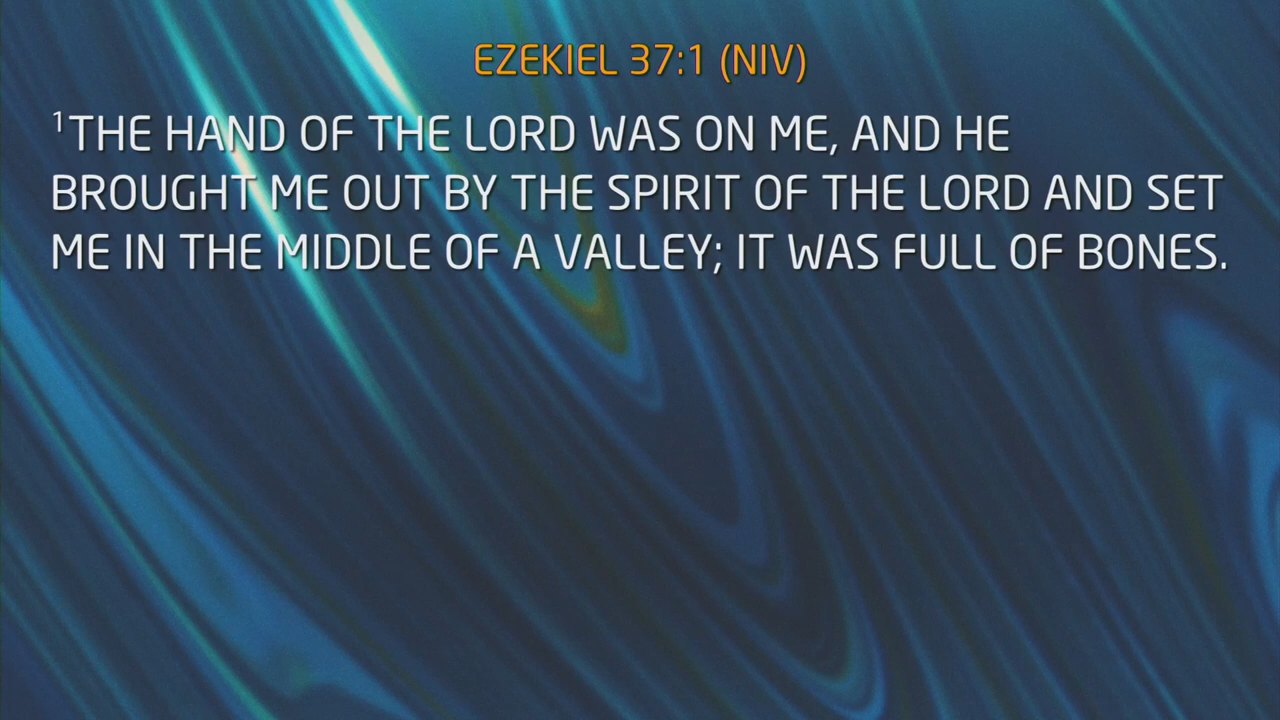 EZEKIEL 37:1 (NIV)
¹THE HAND OF THE LORD WAS ON ME, AND HE
BROUGHT ME OUT BY THE SPIRIT OF THE LORD AND SET
ME IN THE MIDDLE OF A VALLEY; IT WAS FULL OF BONES.